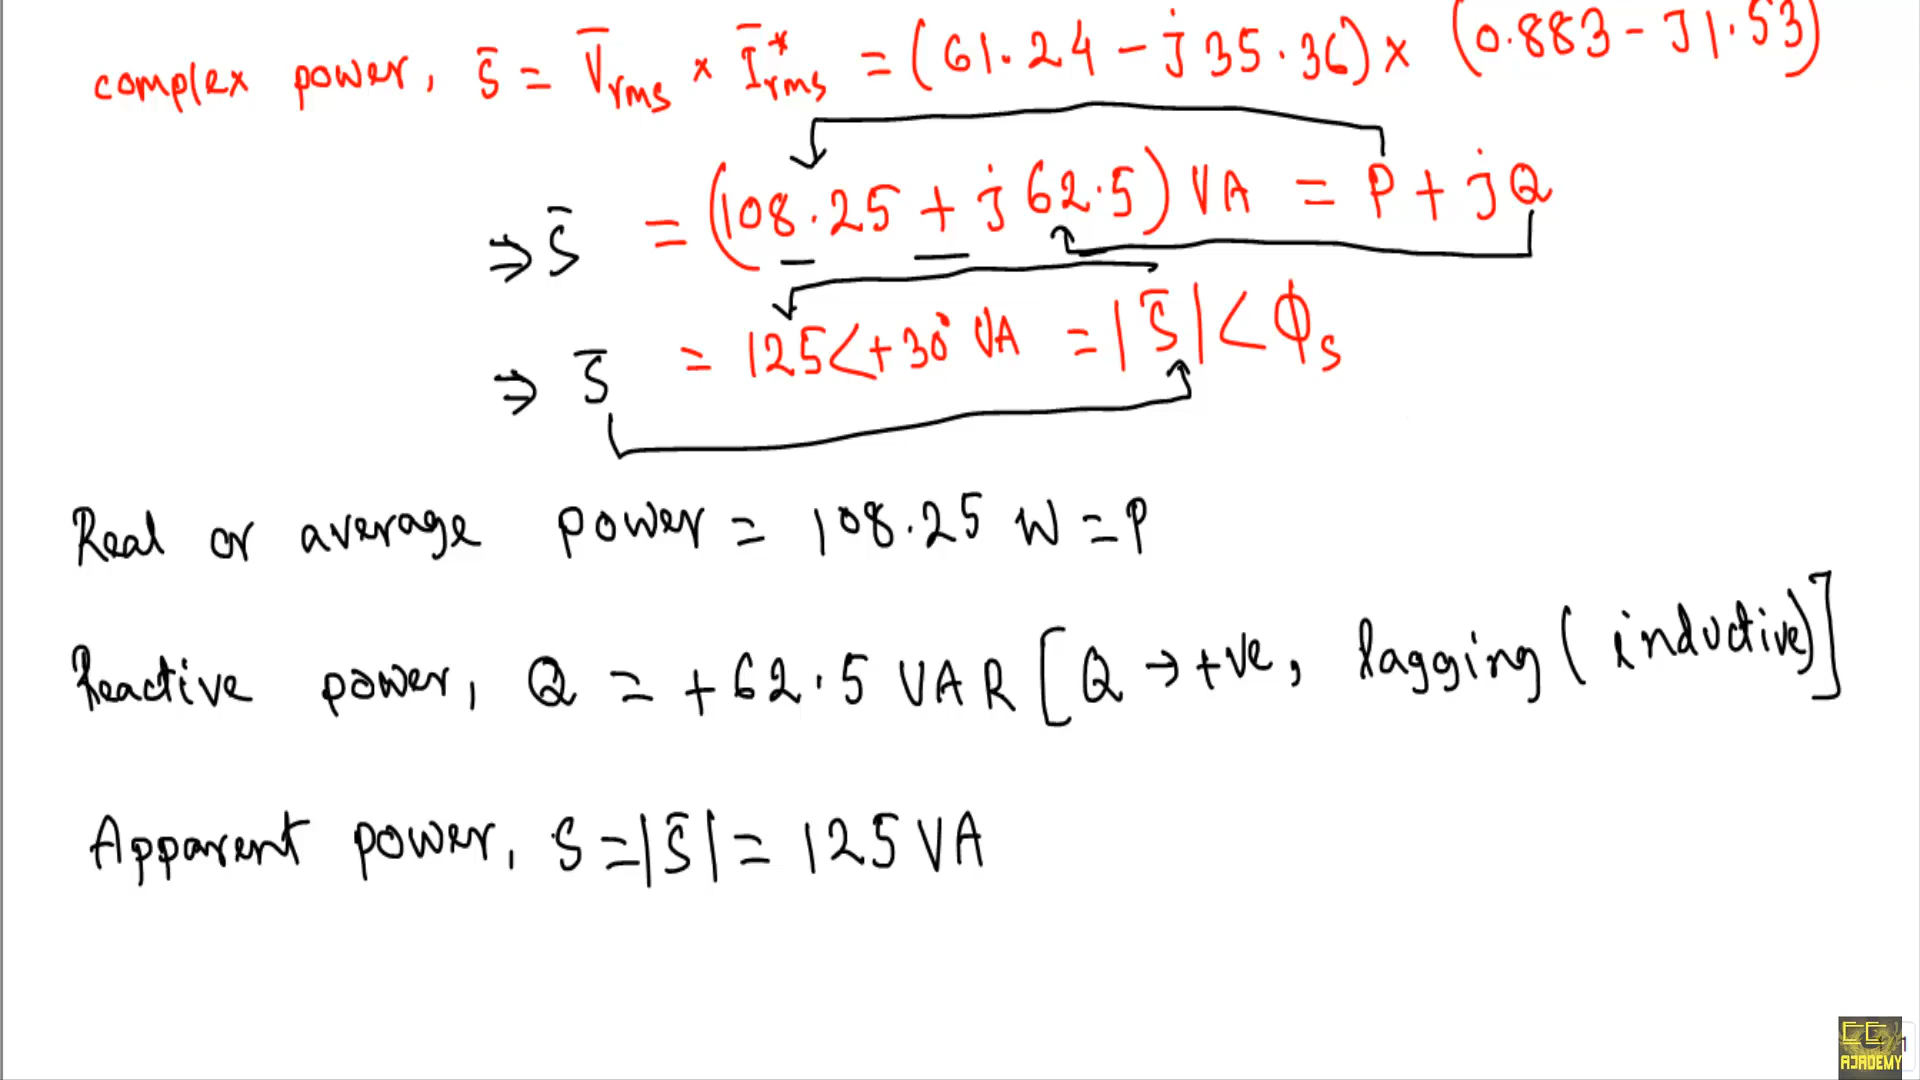 complex power, S̄ = V̄rms × Ī*rms = (61.24 - j35.36) × (0.883 - j1.53)
⇒ S̄ = (108.25 + j62.5) VA = P + jQ
⇒ S̄ = 125<+30° VA = |S̄| < Φs
Real or average power = 108.25 W = P
Reactive power, Q = +62.5 VAR [Q → +ve, lagging (inductive)]
Apparent power, S = |S̄| = 125 VA
EE
AJADEMY